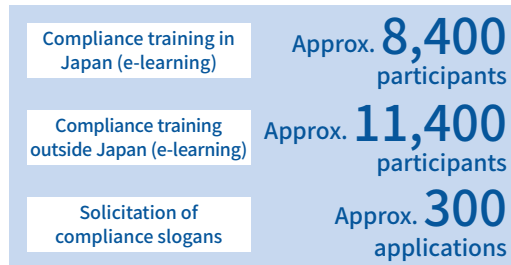 Compliance training in
Japan (e-learning)
Approx. 8,400
participants
Compliance training
outside Japan (e-learning)
Approx. 11,400
participants
Solicitation of
compliance slogans
Approx. 300
applications